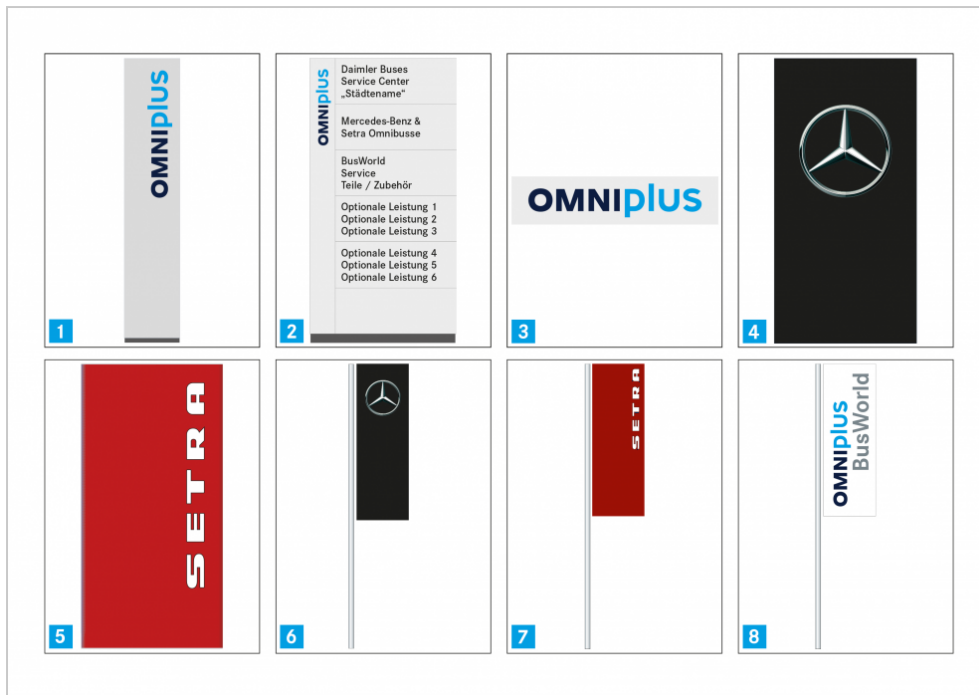 OMNIplus
1
OMNIplus
Daimler Buses
Service Center
„Städtename“
Mercedes-Benz &
Setra Omnibusse
BusWorld
Service
Teile / Zubehör
Optionale Leistung 1
Optionale Leistung 2
Optionale Leistung 3
Optionale Leistung 4
Optionale Leistung 5
Optionale Leistung 6
2
OMNIplus
3
4
SETRA
5
6
SETRA
7
OMNIplus
BusWorld
8